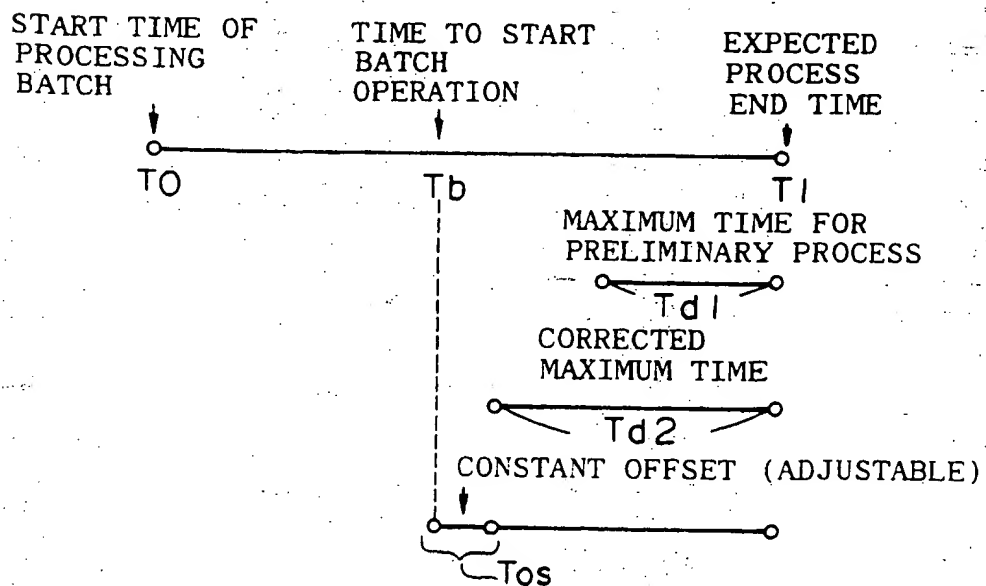 START TIME OF
PROCESSING
BATCH
TIME TO START
BATCH
OPERATION
EXPECTED
PROCESS
END TIME
T0
Tb
T1
MAXIMUM TIME FOR
PRELIMINARY PROCESS
Td1
CORRECTED
MAXIMUM TIME
Td2
CONSTANT OFFSET (ADJUSTABLE)
Tos